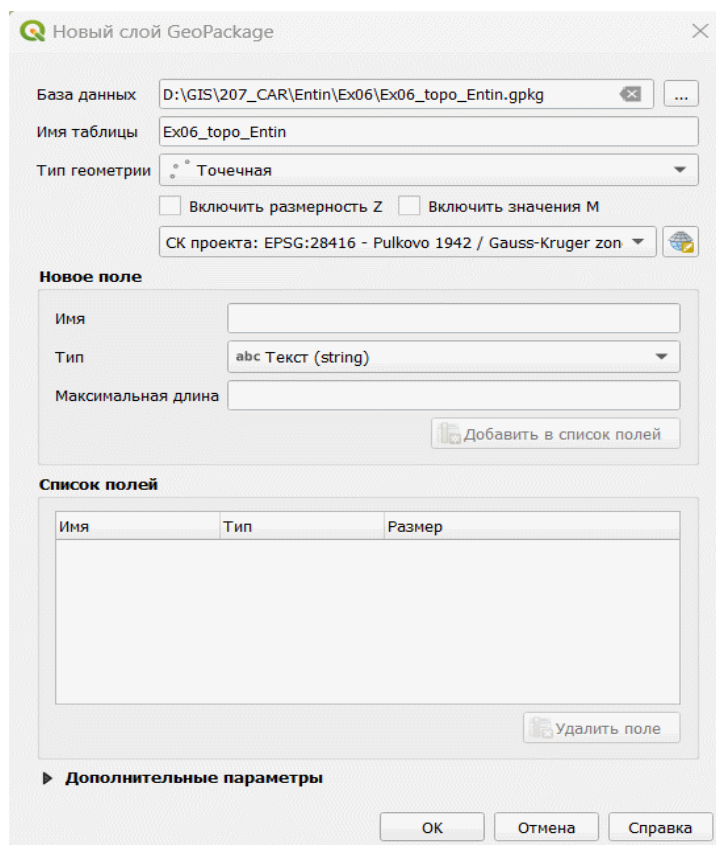 Новый слой GeoPackage
База данных D:\GIS\207_CAR\Entin\Ex06\Ex06_topo_Entin.gpkg ...
Имя таблицы Ex06_topo_Entin
Тип геометрии Точечная
Включить размерность Z Включить значения M
СК проекта: EPSG:28416 - Pulkovo 1942 / Gauss-Kruger zon
Новое поле
Имя
Тип abc Текст (string)
Максимальная длина
Добавить в список полей
Список полей
Имя Тип Размер
Удалить поле
Дополнительные параметры
ОК Отмена Справка